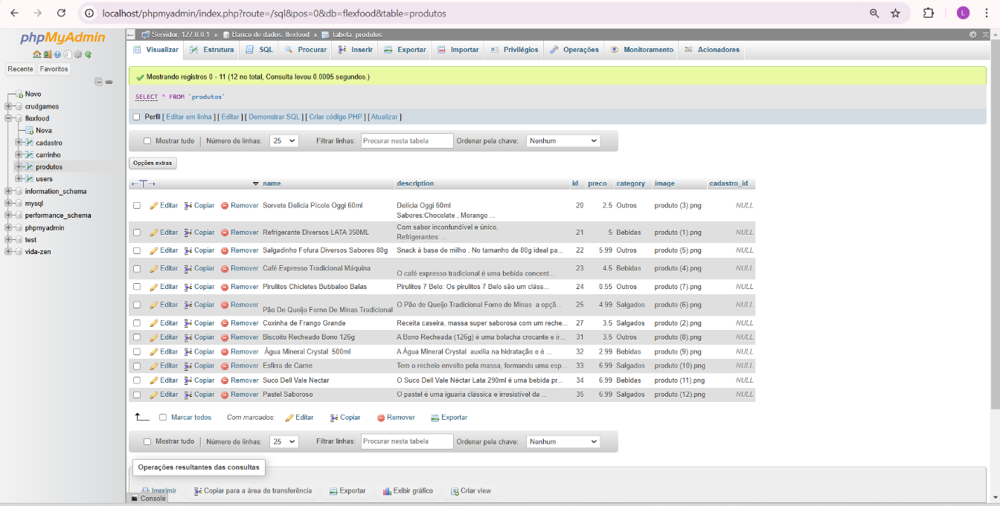 localhost/phpmyadmin/index.php?route=/sql&pos=0&db=flexfood&table=produtos
L
phpMyAdmin
Recente Favoritos
Novo
crudgames
flexfood
Nova
cadastro
carrinho
produtos
users
information_schema
mysql
performance_schema
phpmyadmin
test
vida-zen
Servidor: 127.0.0.1 » Banco de dados: flexfood » Tabela: produtos
Visualizar Estrutura SQL Procurar Inserir Exportar Importar Privilégios Operações Monitoramento Acionadores
Mostrando registros 0 - 11 (12 no total, Consulta levou 0.0005 segundos.)
SELECT * FROM `produtos`
Perfil [ Editar em linha ] [ Editar ] [ Demonstrar SQL ] [ Criar código PHP ] [ Atualizar ]
Mostrar tudo | Número de linhas: 25 Filtrar linhas: Procurar nesta tabela Ordenar pela chave: Nenhum
Opções extras
←T→ name description id preco category image cadastro_id
Editar Copiar Remover Sorvete Delicia Picole Oggi 60ml Delícia Oggi 60ml 20 2.5 Outros produto (3).png NULL
Sabores:Chocolate , Morango ...
Editar Copiar Remover Refrigerante Diversos LATA 350ML Com sabor inconfundível e único, 21 5 Bebidas produto (1).png NULL
Refrigerantes: ...
Editar Copiar Remover Salgadinho Fofura Diversos Sabores 80g Snack à base de milho . No tamanho de 80g ideal pa... 22 5.99 Outros produto (5).png NULL
Editar Copiar Remover Café Expresso Tradicional Máquina 23 4.5 Bebidas produto (4).png NULL
O café expresso tradicional é uma bebida concent...
Editar Copiar Remover Pirulitos Chicletes Bubbaloo Balas Pirulitos 7 Belo: Os pirulitos 7 Belo são um cláss... 24 0.55 Outros produto (7).png NULL
Editar Copiar Remover O Pão de Queijo Tradicional Forno de Minas a opçã... 25 4.99 Salgados produto (6).png NULL
Pão De Queijo Forno De Minas Tradicional
Editar Copiar Remover Coxinha de Frango Grande Receita caseira, massa super saborosa com um reche... 27 3.5 Salgados produto (2).png NULL
Editar Copiar Remover Biscoito Recheado Bono 126g A Bono Recheada (126g) é uma bolacha crocante e ir... 31 3.5 Outros produto (8).png NULL
Editar Copiar Remover Água Mineral Crystal 500ml A Água Mineral Crystal auxilia na hidratação e é ... 32 2.99 Bebidas produto (9).png NULL
Editar Copiar Remover Esfirra de Carne Tem o recheio envolto pela massa, formando uma esp... 33 6.99 Salgados produto (10).png NULL
Editar Copiar Remover Suco Dell Vale Nectar O Suco Dell Vale Néctar Lata 290ml é uma bebida pr... 34 6.99 Bebidas produto (11).png NULL
Editar Copiar Remover Pastel Saboroso O pastel é uma iguaria clássica e irresistível da ... 35 6.99 Salgados produto (12).png NULL
Marcar todos Com marcados: Editar Copiar Remover Exportar
Mostrar tudo | Número de linhas: 25 Filtrar linhas: Procurar nesta tabela Ordenar pela chave: Nenhum
Operações resultantes das consultas
Imprimir Copiar para a área de transferência Exportar Exibir gráfico Criar view
Console